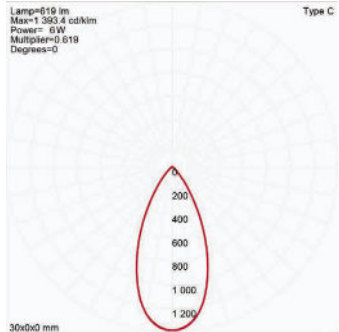 Lamp=619 lm
Max=1 393.4 cd/klm
Power= 6W
Multiplier=0.619
Degrees=0
Type C
0
200
400
600
800
1 000
1 200
30x0x0 mm